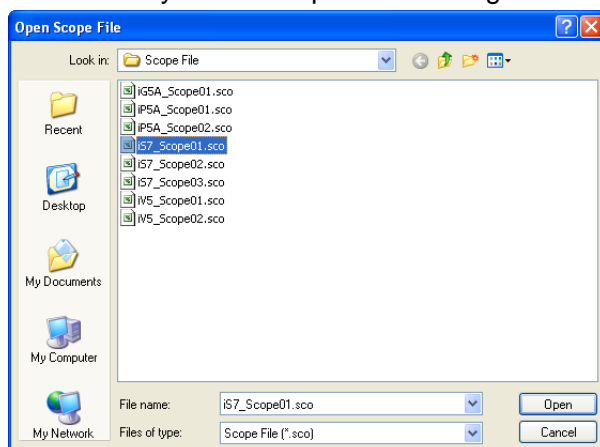 Open Scope File
Look in: Scope File
iG5A_Scope01.sco
iP5A_Scope01.sco
iP5A_Scope02.sco
iS7_Scope01.sco
iS7_Scope02.sco
iS7_Scope03.sco
iV5_Scope01.sco
iV5_Scope02.sco
Recent
Desktop
My Documents
My Computer
My Network
File name: iS7_Scope01.sco Open
Files of type: Scope File (*.sco) Cancel